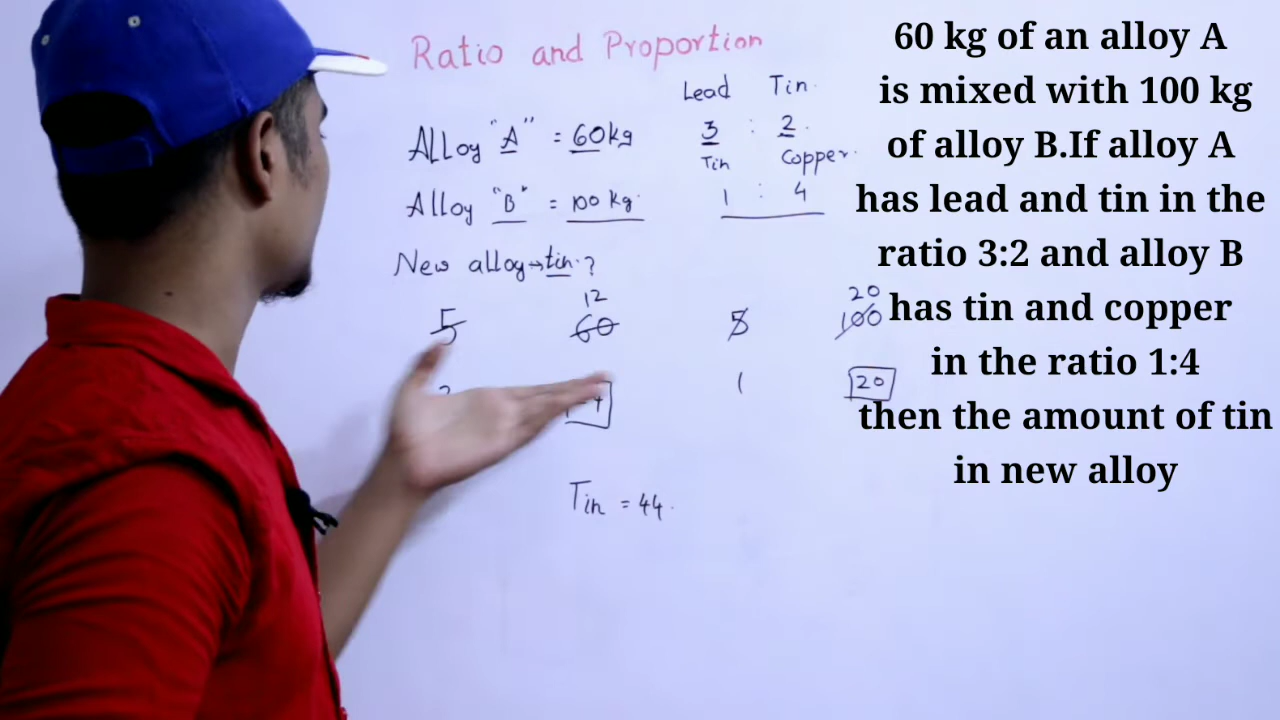 Ratio and Proportion
Lead Tin.
Alloy "A" = 60kg 3 : 2.
Tin Copper.
Alloy "B" = 100 kg. 1 : 4
New alloy→tin.?
12 20
5 60 5 100
1 20
Tin = 44.
60 kg of an alloy A
is mixed with 100 kg
of alloy B.If alloy A
has lead and tin in the
ratio 3:2 and alloy B
has tin and copper
in the ratio 1:4
then the amount of tin
in new alloy